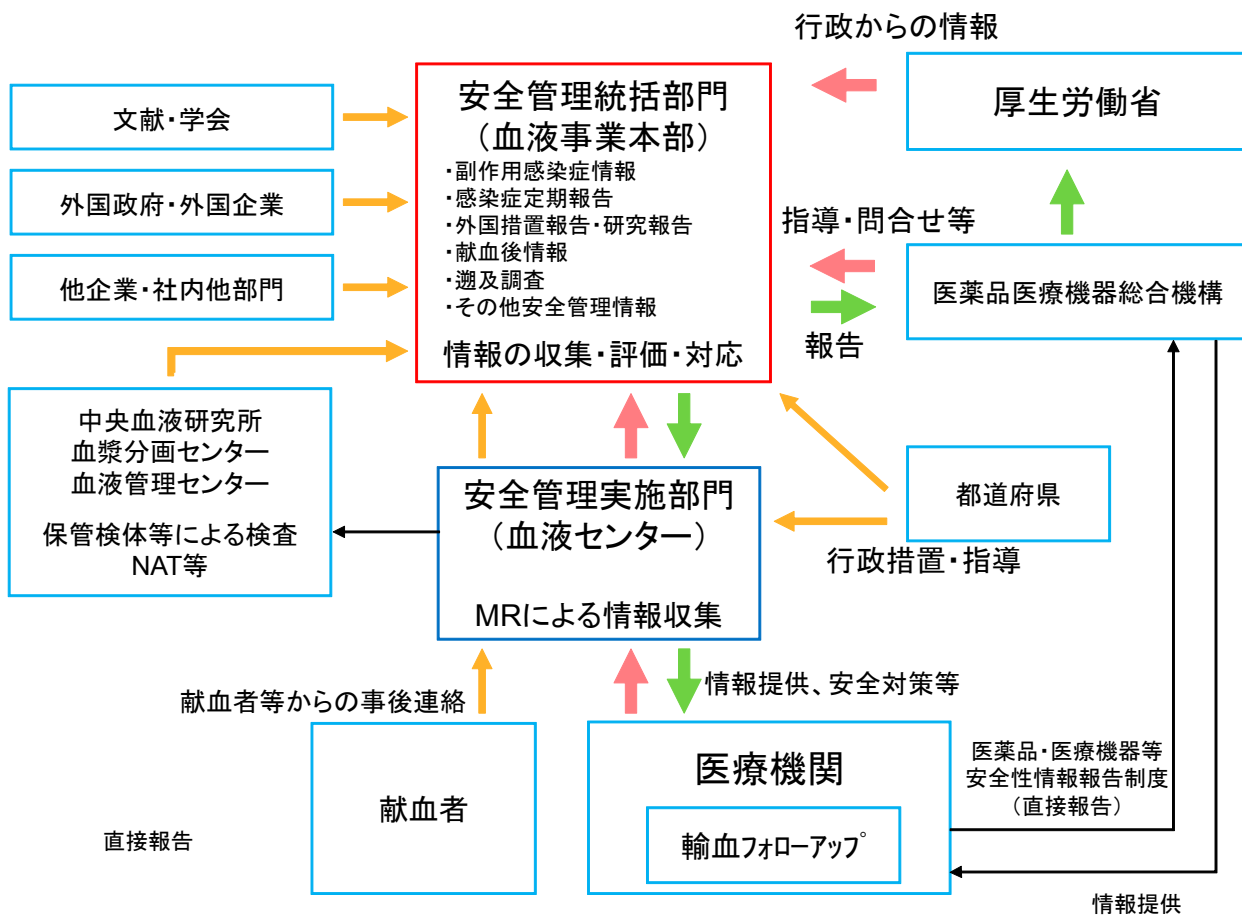 行政からの情報
厚生労働省
安全管理統括部門
（血液事業本部）
・副作用感染症情報
・感染症定期報告
・外国措置報告・研究報告
・献血後情報
・遡及調査
・その他安全管理情報
情報の収集・評価・対応
文献・学会
外国政府・外国企業
他企業・社内他部門
指導・問合せ等
医薬品医療機器総合機構
報告
中央血液研究所
血漿分画センター
血液管理センター
保管検体等による検査
NAT等
安全管理実施部門
（血液センター）
MRによる情報収集
都道府県
行政措置・指導
献血者等からの事後連絡
情報提供、安全対策等
献血者
医療機関
輸血フォローアップ
医薬品・医療機器等
安全性情報報告制度
（直接報告）
直接報告
情報提供